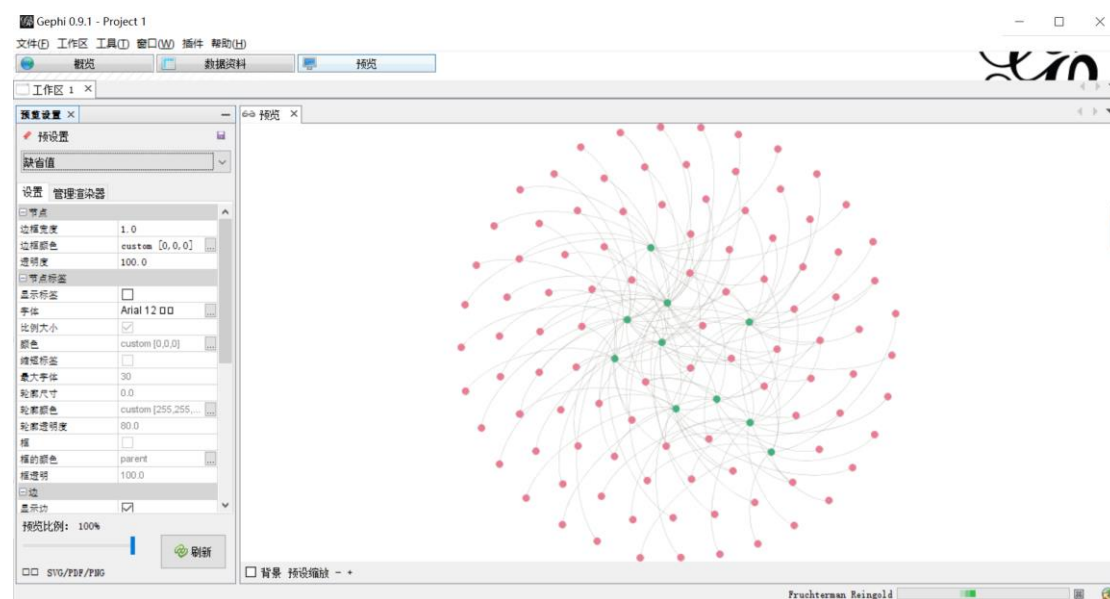 Gephi 0.9.1 - Project 1
文件(F) 工作区 工具(T) 窗口(W) 插件 帮助(H)
概览 数据资料 预览
工作区 1 ×
预览设置 × 预览 ×
预设置
缺省值
设置 管理渲染器
节点
边框宽度 1.0
边框颜色 custom [0,0,0] ...
透明度 100.0
节点标签
显示标签
字体 Arial 12 □□ ...
比例大小
颜色 custom [0,0,0] ...
缩短标签
最大字体 30
轮廓尺寸 0.0
轮廓颜色 custom [255,255,... ...
轮廓透明度 80.0
框
框的颜色 parent ...
框透明 100.0
边
显示边
预览比例: 100%
刷新
□□ SVG/PDF/PNG
背景 预设缩放 - +
Fruchterman Reingold